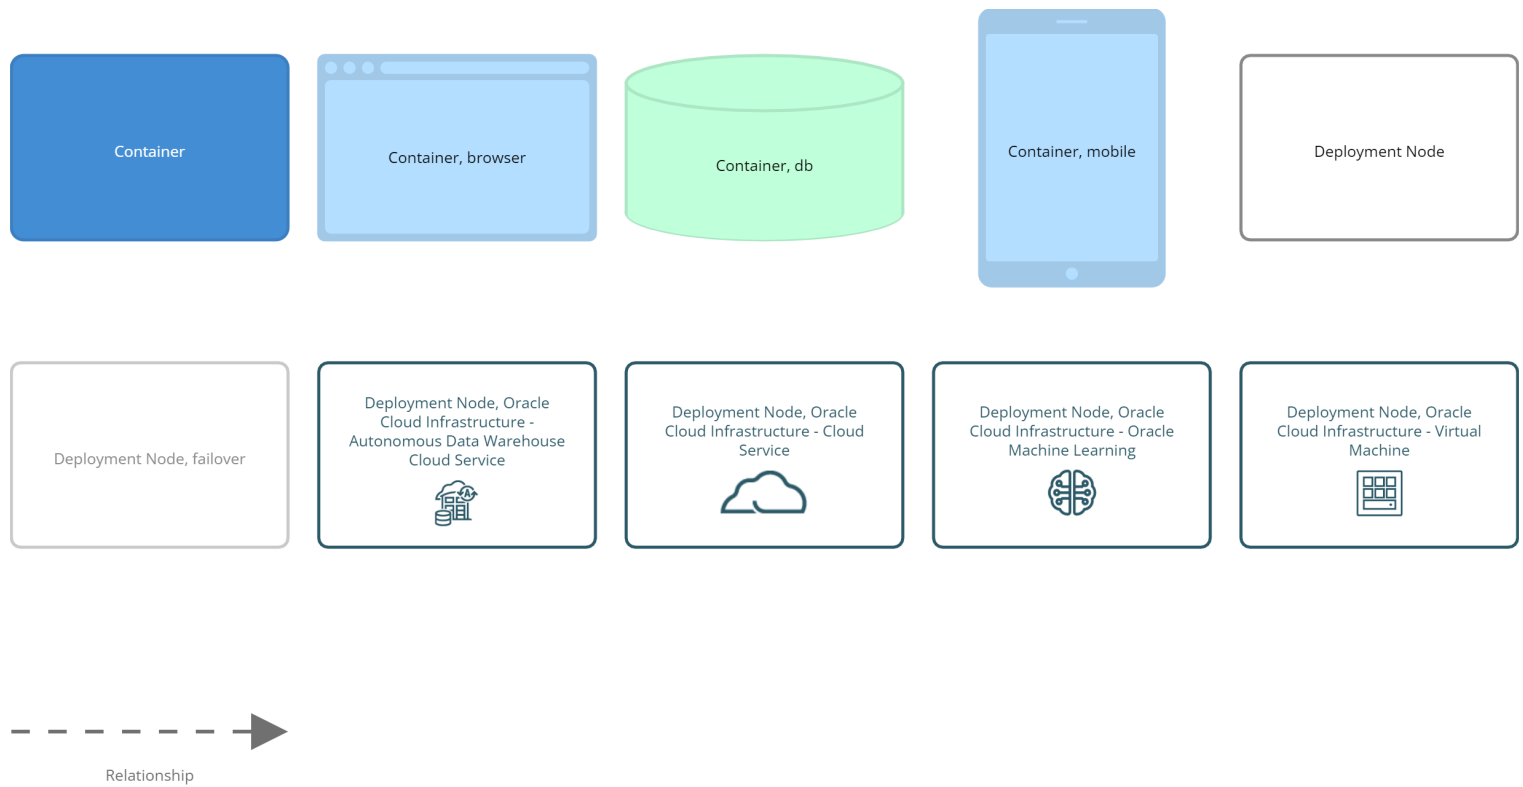 Container
Container, browser
Container, db
Container, mobile
Deployment Node
Deployment Node, failover
Deployment Node, Oracle
Cloud Infrastructure -
Autonomous Data Warehouse
Cloud Service
Deployment Node, Oracle
Cloud Infrastructure - Cloud
Service
Deployment Node, Oracle
Cloud Infrastructure - Oracle
Machine Learning
Deployment Node, Oracle
Cloud Infrastructure - Virtual
Machine
A
Relationship